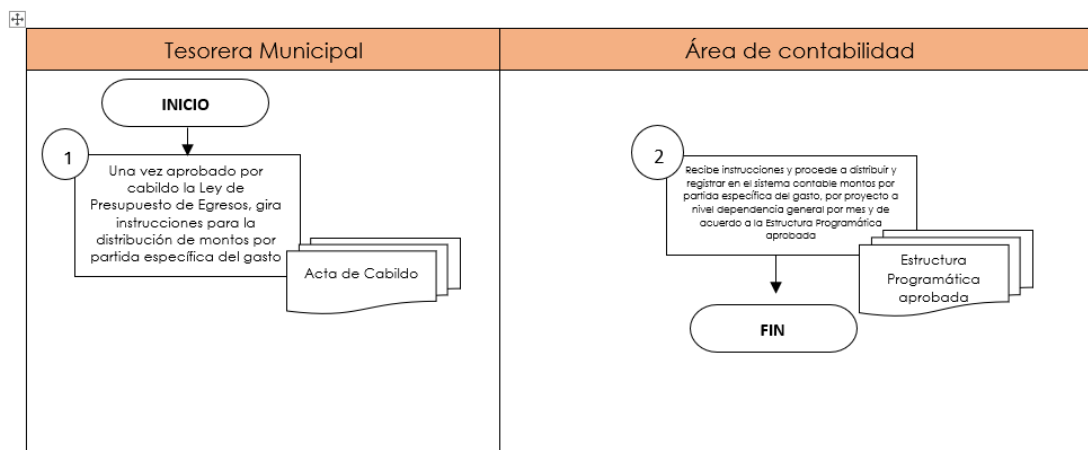 Tesorera Municipal
Área de contabilidad
INICIO
1
Una vez aprobado por
cabildo la Ley de
Presupuesto de Egresos, gira
instrucciones para la
distribución de montos por
partida específica del gasto
Acta de Cabildo
2
Recibe instrucciones y procede a distribuir y
registrar en el sistema contable montos por
partida específica del gasto, por proyecto a
nivel dependencia general por mes y de
acuerdo a la Estructura Programática
aprobada
Estructura
Programática
aprobada
FIN